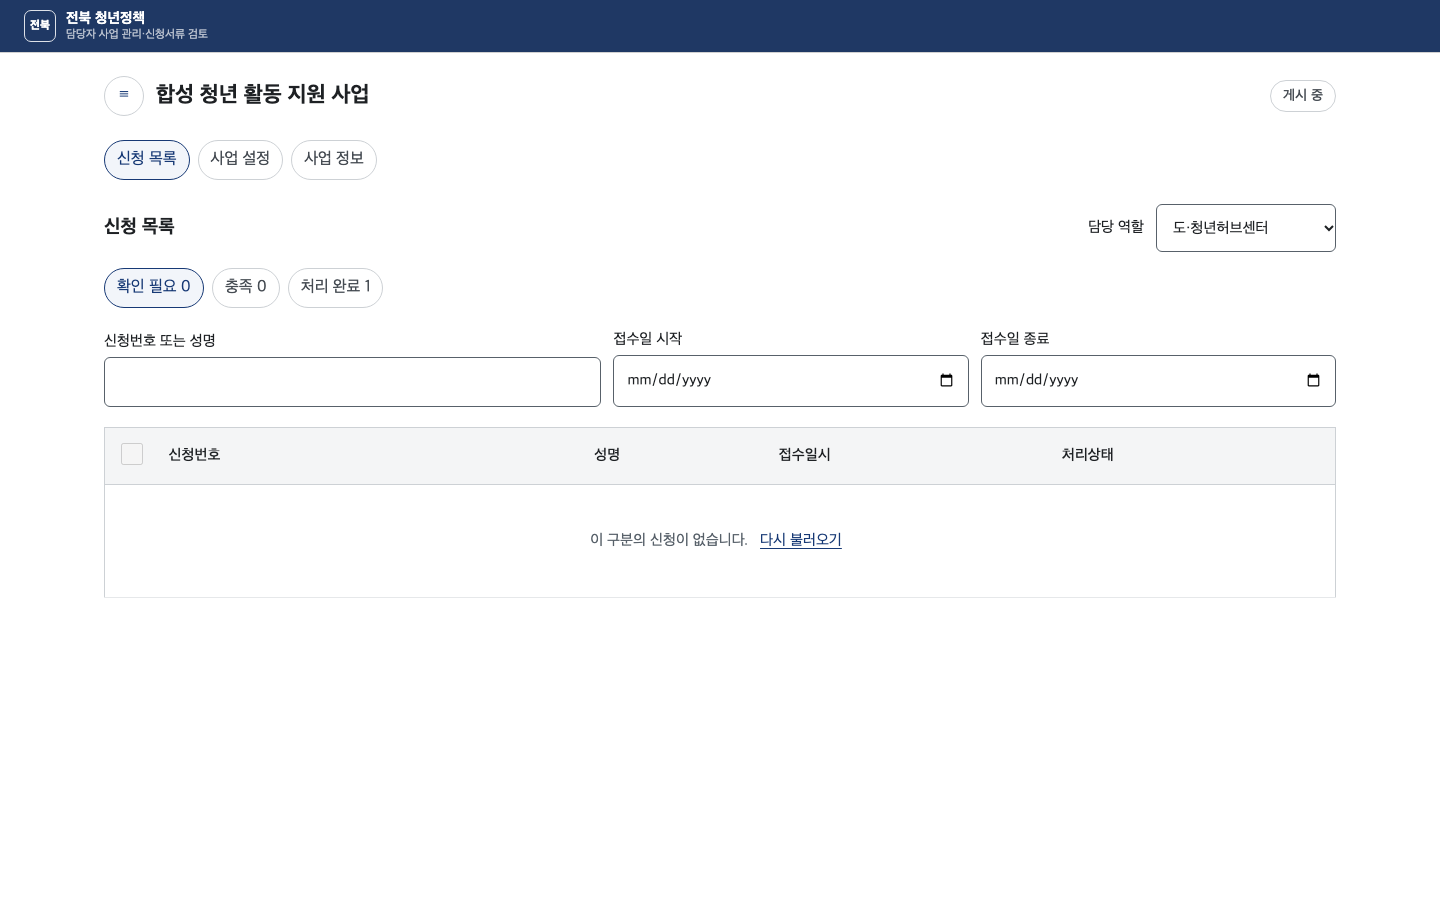 전북
전북 청년정책
담당자 사업 관리·신청서류 검토
≡
합성 청년 활동 지원 사업
게시 중
신청 목록
사업 설정
사업 정보
신청 목록
담당 역할
도·청년허브센터
확인 필요 0
충족 0
처리 완료 1
신청번호 또는 성명
접수일 시작
접수일 종료
mm/dd/yyyy
mm/dd/yyyy
신청번호
성명
접수일시
처리상태
이 구분의 신청이 없습니다. 다시 불러오기